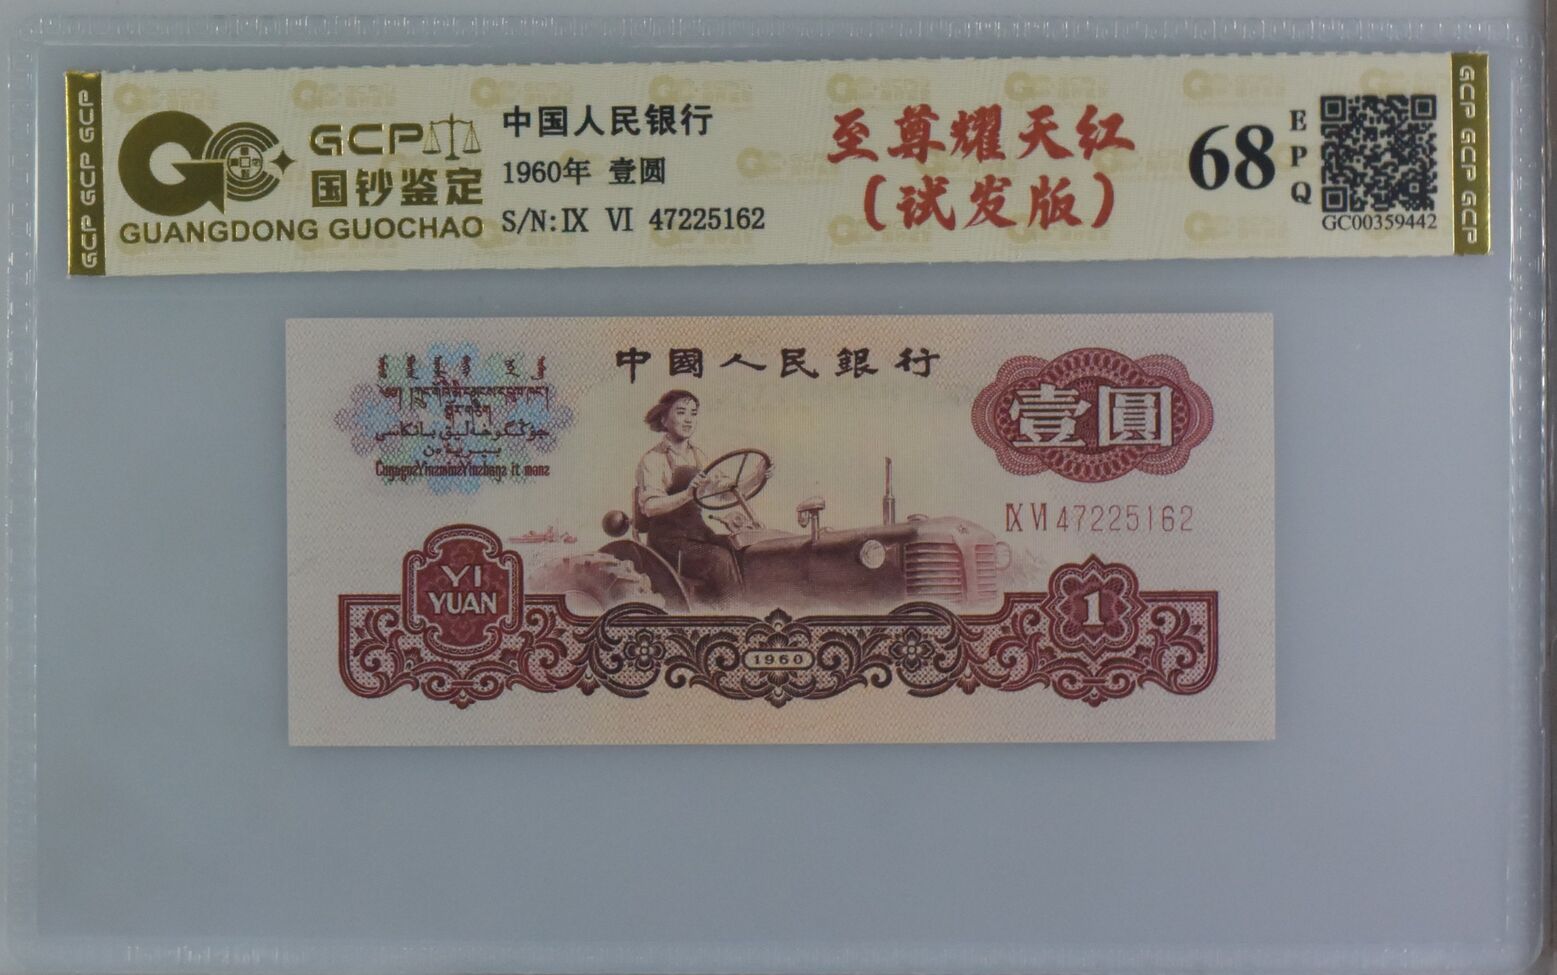 GCP
国钞鉴定
GUANGDONG GUOCHAO
中国人民银行
1960年 壹圆
S/N: IX VI 47225162
至尊耀天红
(试发版)
68
EPQ
GC00359442
GCP GCP GCP
GCP GCP GCP
中國人民銀行
壹圓
IX VI 47225162
YI
YUAN
1960
1